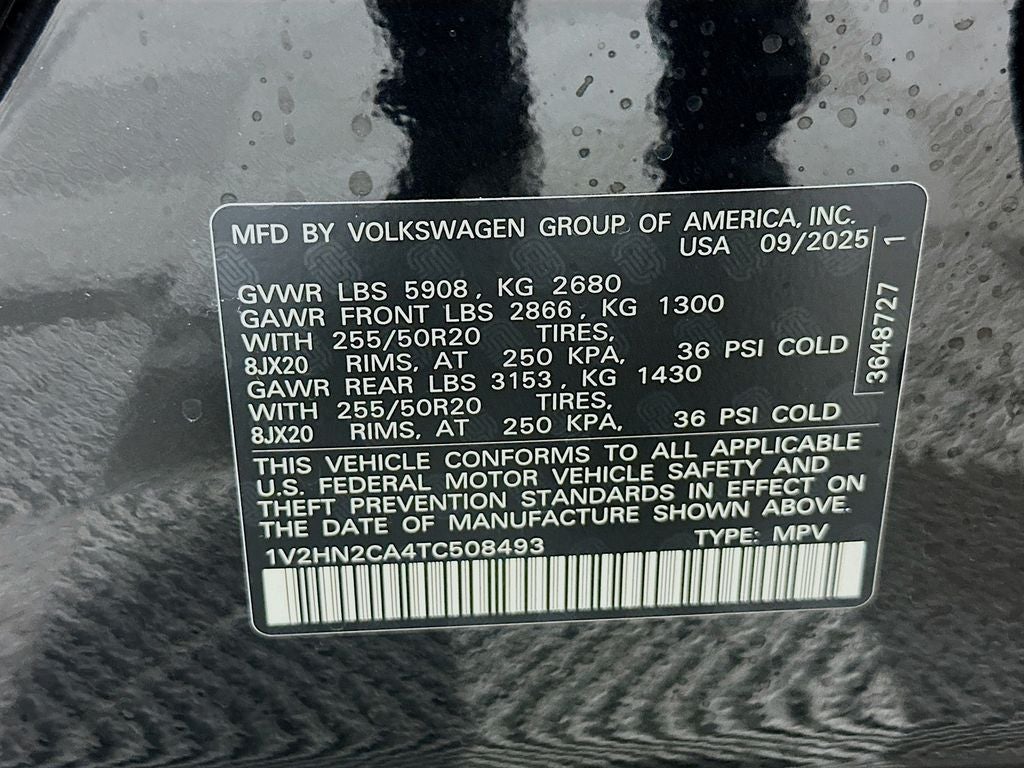 MFD BY VOLKSWAGEN GROUP OF AMERICA, INC.
USA 09/2025
GVWR LBS 5908, KG 2680
GAWR FRONT LBS 2866, KG 1300
WITH 255/50R20 TIRES,
8JX20 RIMS, AT 250 KPA, 36 PSI COLD
GAWR REAR LBS 3153, KG 1430
WITH 255/50R20 TIRES,
8JX20 RIMS, AT 250 KPA, 36 PSI COLD
THIS VEHICLE CONFORMS TO ALL APPLICABLE
U.S. FEDERAL MOTOR VEHICLE SAFETY AND
THEFT PREVENTION STANDARDS IN EFFECT ON
THE DATE OF MANUFACTURE SHOWN ABOVE.
1V2HN2CA4TC508493 TYPE: MPV
3648727 1